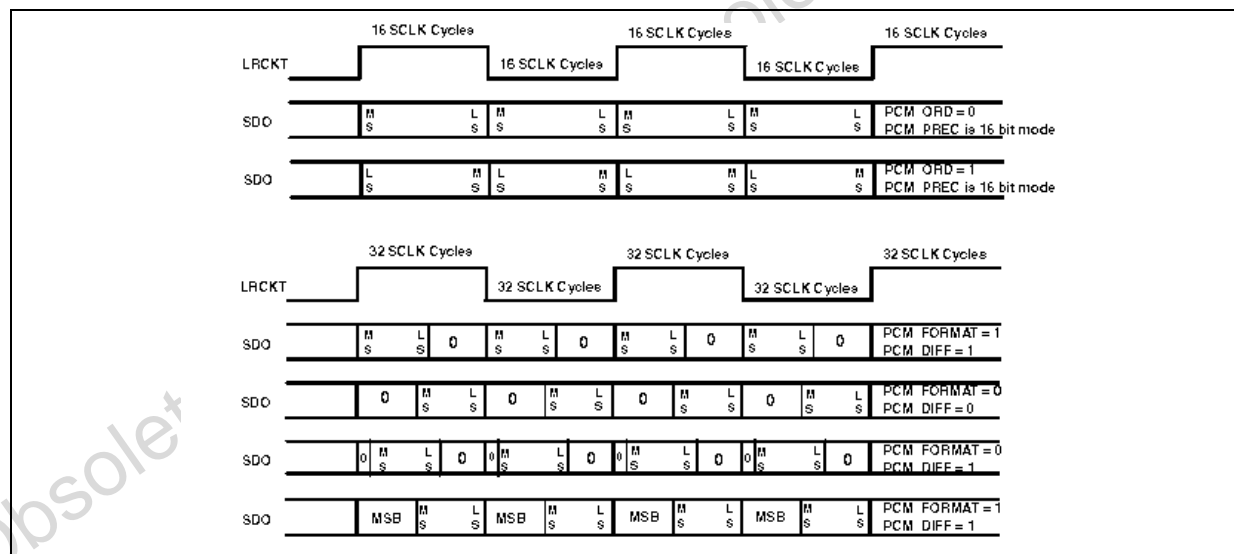 16 SCLK Cycles 16 SCLK Cycles 16 SCLK Cycles
LRCKT 16 SCLK Cycles 16 SCLK Cycles
SDO M S L S M S L S M S L S M S L S PCM ORD = 0
PCM PREC is 16 bit mode
SDO L S M S L S M S L S M S L S M S PCM ORD = 1
PCM PREC is 16 bit mode
32 SCLK Cycles 32 SCLK Cycles 32 SCLK Cycles
LRCKT 32 SCLK Cycles 32 SCLK Cycles
SDO M S L S 0 M S L S 0 M S L S 0 M S L S 0 PCM FORMAT = 1
PCM DIFF = 1
SDO 0 M S L S 0 M S L S 0 M S L S 0 M S L S PCM FORMAT = 0
PCM DIFF = 0
SDO 0 M S L S 0 0 M S L S 0 0 M S L S 0 0 M S L S 0 PCM FORMAT = 0
PCM DIFF = 1
SDO MSB M S L S MSB M S L S MSB M S L S MSB M S L S PCM FORMAT = 1
PCM DIFF = 1
Obsolet